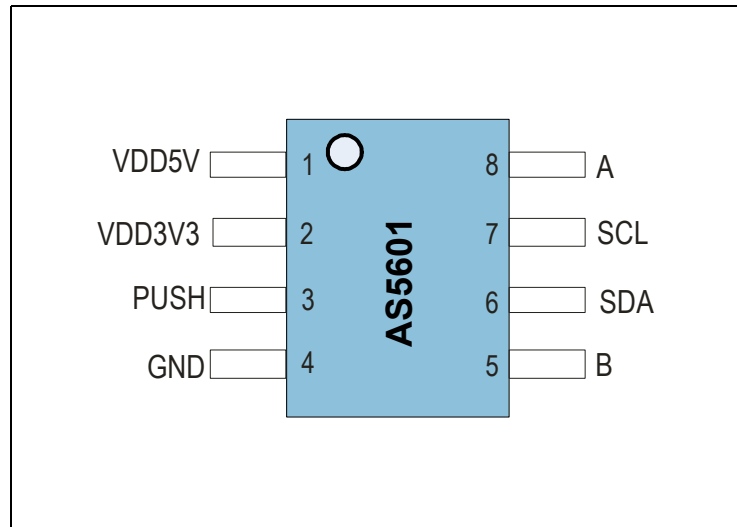 VDD5V 1 8 A
VDD3V3 2 7 SCL
PUSH 3 6 SDA
GND 4 5 B
AS5601